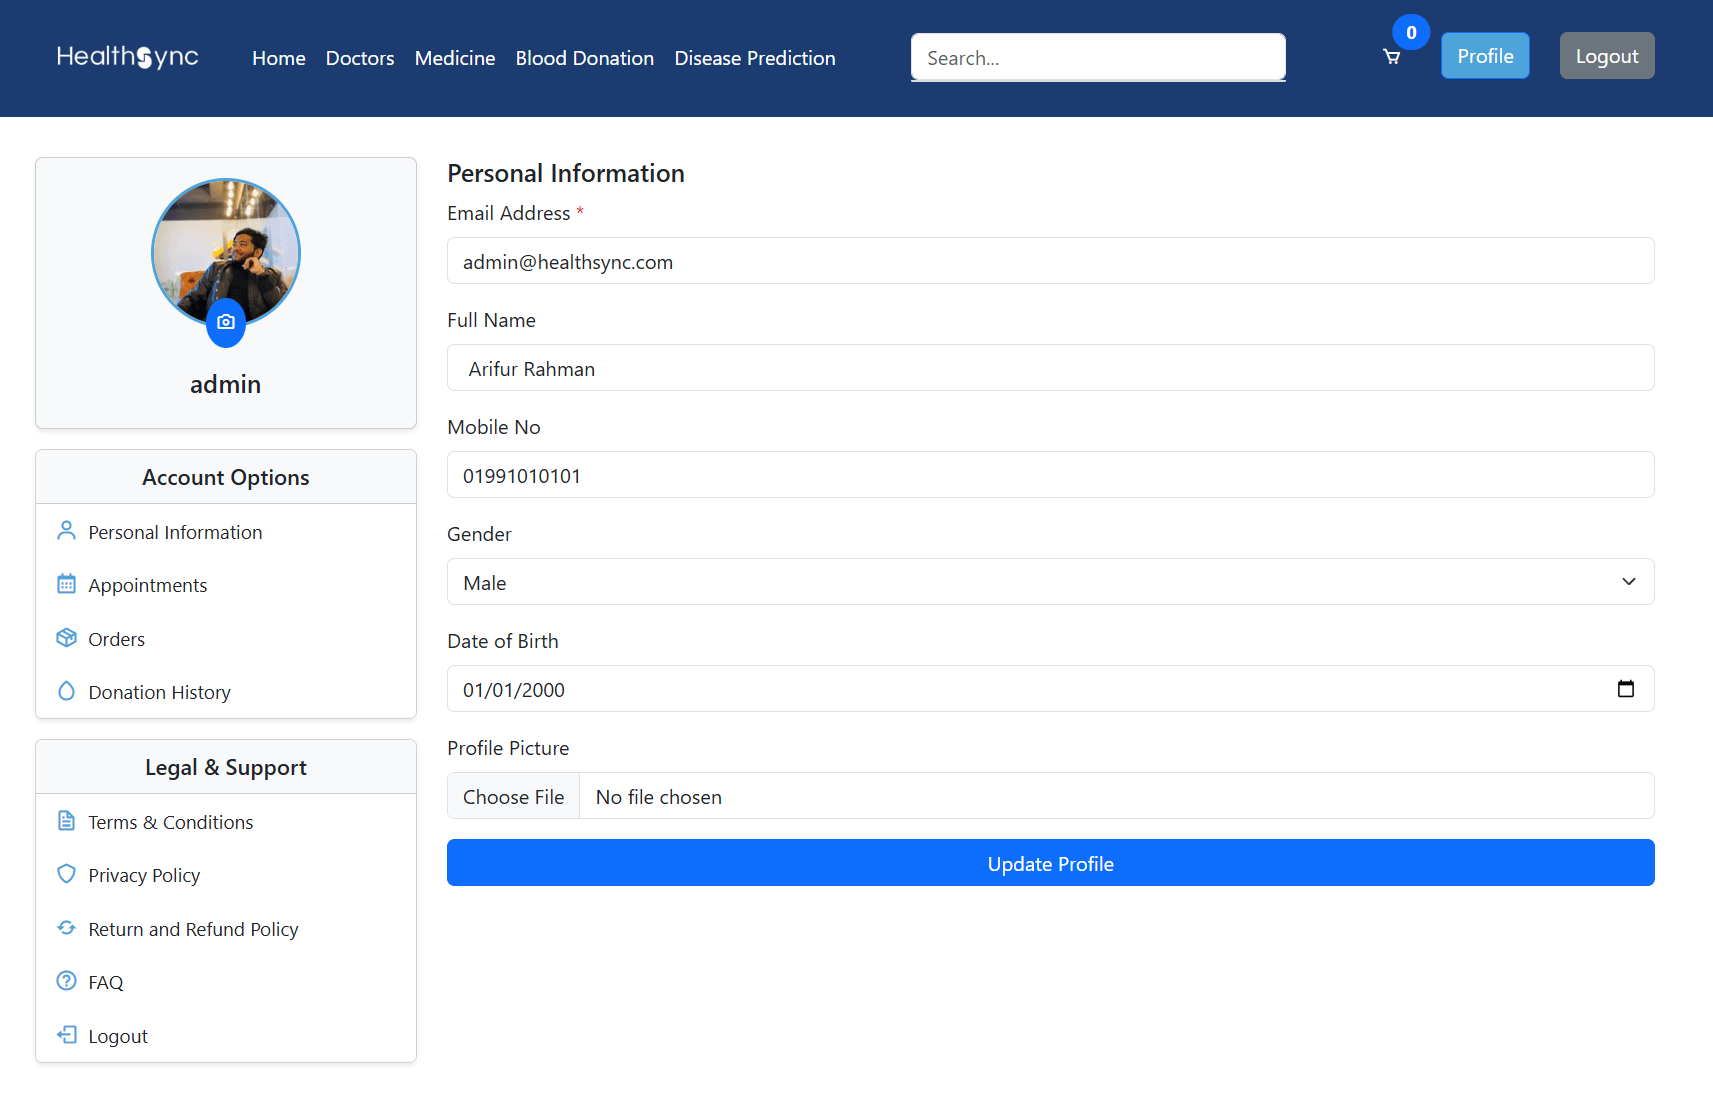 HealthSync
Home Doctors Medicine Blood Donation Disease Prediction
Search...
0
Profile
Logout
admin
Account Options
Personal Information
Appointments
Orders
Donation History
Legal & Support
Terms & Conditions
Privacy Policy
Return and Refund Policy
FAQ
Logout
Personal Information
Email Address *
admin@healthsync.com
Full Name
Arifur Rahman
Mobile No
01991010101
Gender
Male
Date of Birth
01/01/2000
Profile Picture
Choose File No file chosen
Update Profile